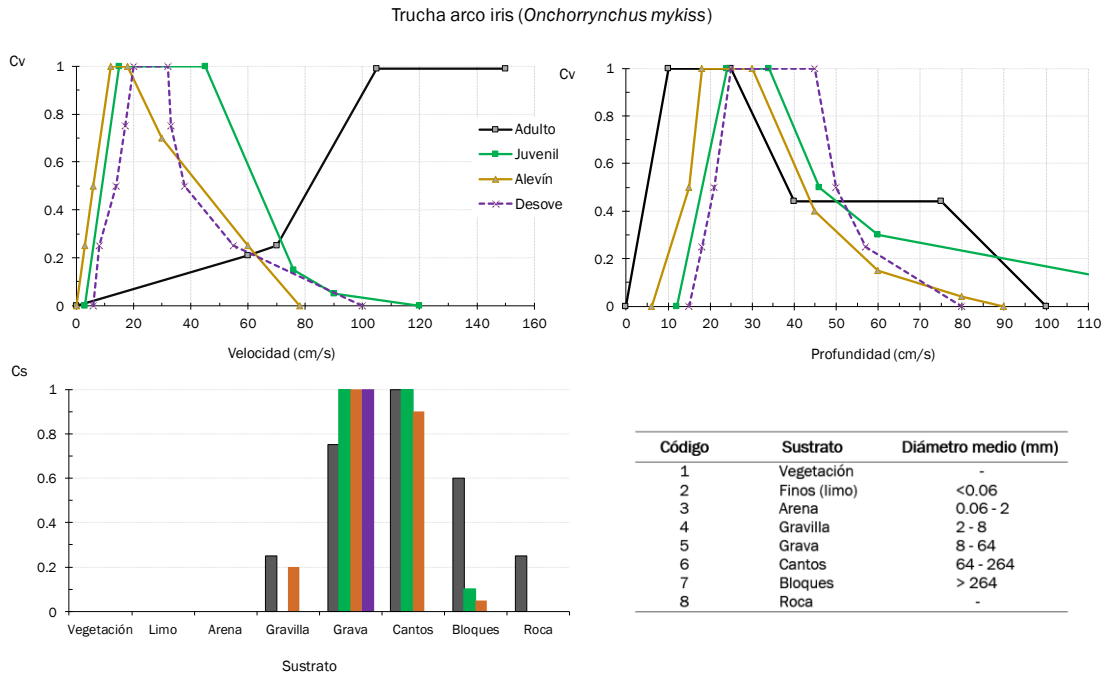 Trucha arco iris (Onchorrynchus mykiss)
Cv
1
0.8
0.6
0.4
0.2
0
0 20 40 60 80 100 120 140 160
Velocidad (cm/s)
Adulto
Juvenil
Alevín
Desove
Cv
1
0.8
0.6
0.4
0.2
0
0 10 20 30 40 50 60 70 80 90 100 110
Profundidad (cm/s)
Cs
1
0.8
0.6
0.4
0.2
0
Vegetación Limo Arena Gravilla Grava Cantos Bloques Roca
Sustrato
Código Sustrato Diámetro medio (mm)
1 Vegetación -
2 Finos (limo) <0.06
3 Arena 0.06 - 2
4 Gravilla 2 - 8
5 Grava 8 - 64
6 Cantos 64 - 264
7 Bloques > 264
8 Roca -